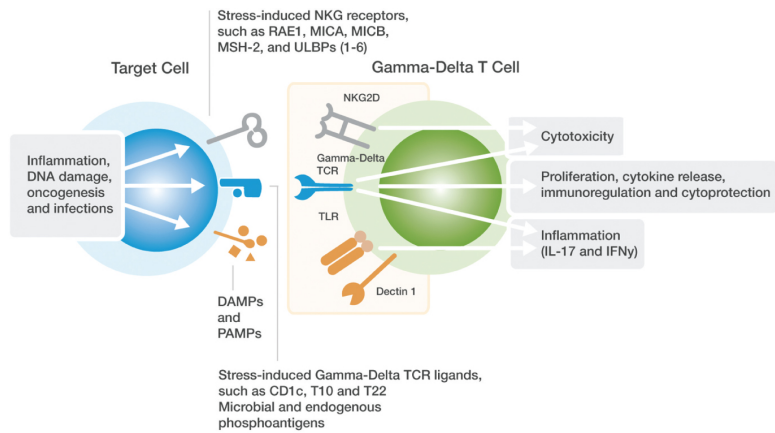 Stress-induced NKG receptors,
such as RAE1, MICA, MICB,
MSH-2, and ULBPs (1-6)
Target Cell
Gamma-Delta T Cell
Inflammation,
DNA damage,
oncogenesis
and infections
NKG2D
Gamma-Delta
TCR
TLR
Dectin 1
Cytotoxicity
Proliferation, cytokine release,
immunoregulation and cytoprotection
Inflammation
(IL-17 and IFNy)
DAMPs
and
PAMPs
Stress-induced Gamma-Delta TCR ligands,
such as CD1c, T10 and T22
Microbial and endogenous
phosphoantigens